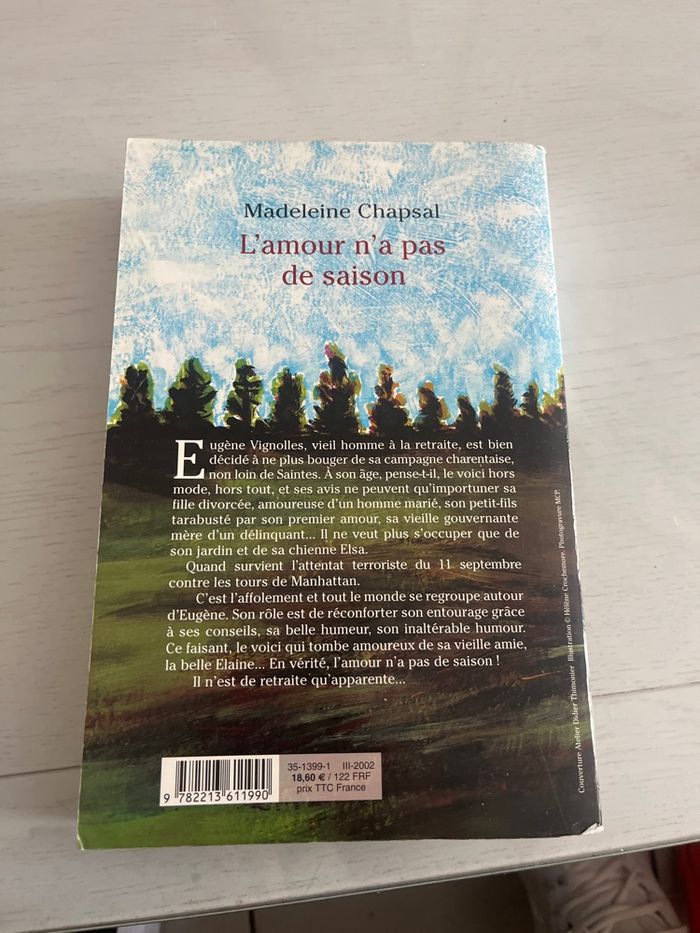 Madeleine Chapsal
L'amour n'a pas
de saison
Eugène Vignolles, vieil homme à la retraite, est bien
décidé à ne plus bouger de sa campagne charentaise,
non loin de Saintes. À son âge, pense-t-il, le voici hors
mode, hors tout, et ses avis ne peuvent qu'importuner sa
fille divorcée, amoureuse d'un homme marié, son petit-fils
tarabusté par son premier amour, sa vieille gouvernante
mère d'un délinquant... Il ne veut plus s'occuper que de
son jardin et de sa chienne Elsa.
Quand survient l'attentat terroriste du 11 septembre
contre les tours de Manhattan.
C'est l'affolement et tout le monde se regroupe autour
d'Eugène. Son rôle est de réconforter son entourage grâce
à ses conseils, sa belle humeur, son inaltérable humour.
Ce faisant, le voici qui tombe amoureux de sa vieille amie,
la belle Elaine... En vérité, l'amour n'a pas de saison !
Il n'est de retraite qu'apparente...
35-1399-1 III-2002
18,60 € / 122 FRF
prix TTC France
9 782213 611990
Couverture Atelier Didier Thimonier Illustration © Hélène Crochemore. Photogravure MCP.